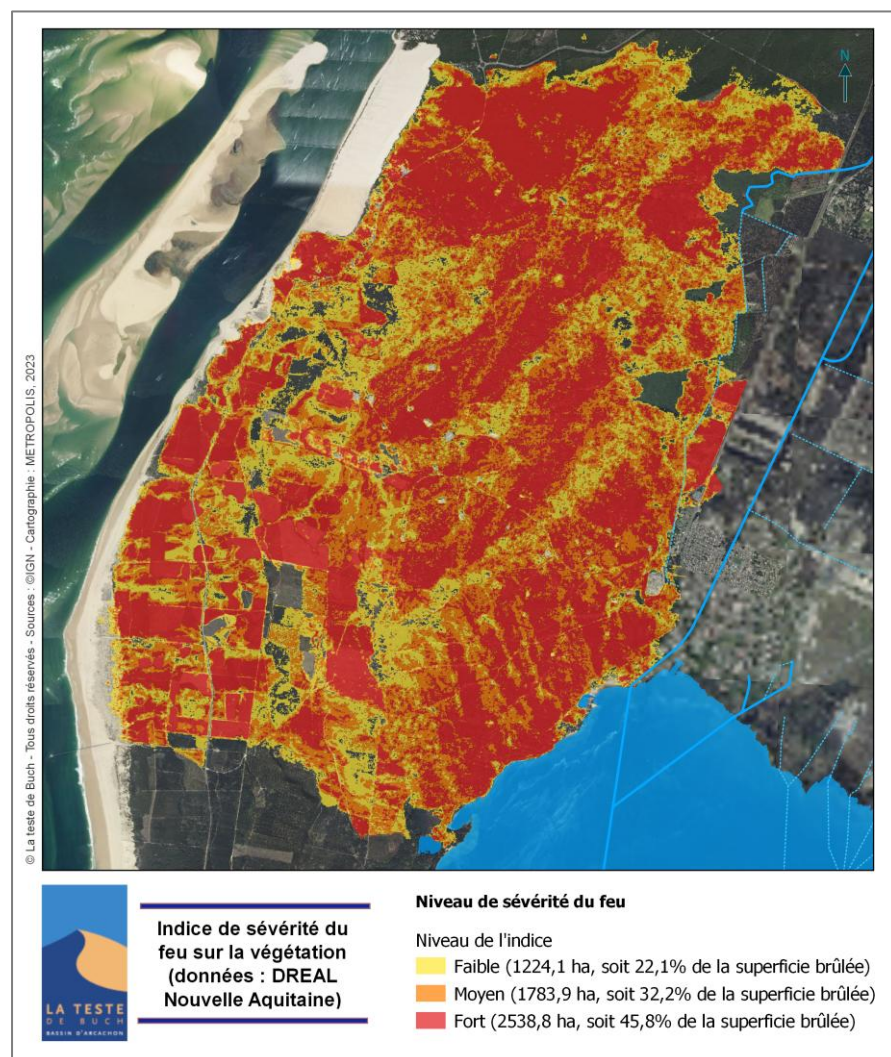 N
© La teste de Buch - Tous droits réservés - Sources : ©IGN - Cartographie : METROPOLIS, 2023
LA TESTE
DE BUCH
BASSIN D'ARCACHON
Indice de sévérité du
feu sur la végétation
(données : DREAL
Nouvelle Aquitaine)
Niveau de sévérité du feu
Niveau de l'indice
Faible (1224,1 ha, soit 22,1% de la superficie brûlée)
Moyen (1783,9 ha, soit 32,2% de la superficie brûlée)
Fort (2538,8 ha, soit 45,8% de la superficie brûlée)